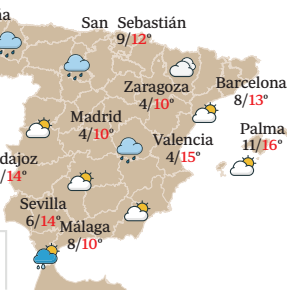 ña
San Sebastián
9/12°
Zaragoza
4/10°
Barcelona
8/13°
Madrid
4/10°
Valencia
4/15°
Palma
11/16°
dajoz
/14°
Sevilla
6/14°
Málaga
8/10°